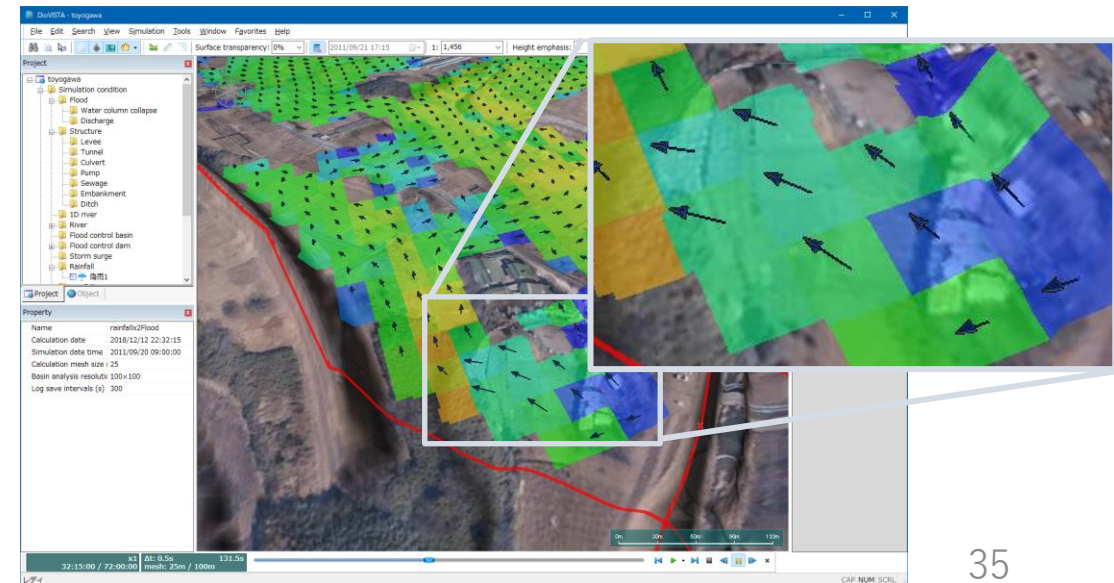 DioVISTA - toyogawa
File Edit Search View Simulation Tools Window Favorites Help
Surface transparency: 0% 2011/09/21 17:15 1: 1,456 Height emphasis:
Project
toyogawa
Simulation condition
Flood
Water column collapse
Discharge
Structure
Levee
Tunnel
Culvert
Pump
Sewage
Embankment
Ditch
1D river
River
Flood control basin
Flood control dam
Storm surge
Rainfall
降雨1
Project Object
Property
Name rainfallx2Flood
Calculation date 2018/12/12 22:32:15
Simulation date time 2011/09/20 09:00:00
Calculation mesh size 25
Basin analysis resolutic 100×100
Log save intervals (s) 300
0m 30m 60m 90m 120m
x1 Δt: 0.5s 131.5s
32:15:00 / 72:00:00 mesh: 25m / 100m
レディ
CAP NUM SCRL
35